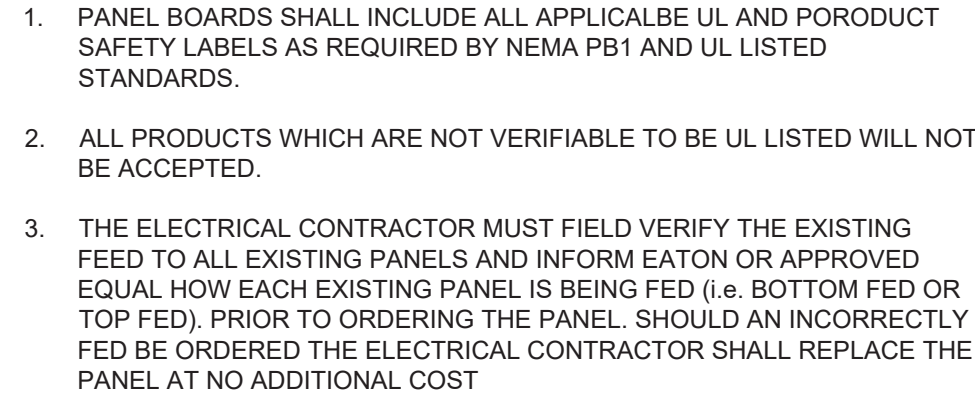 1. PANEL BOARDS SHALL INCLUDE ALL APPLICALBE UL AND PORODUCT
SAFETY LABELS AS REQUIRED BY NEMA PB1 AND UL LISTED
STANDARDS.
2. ALL PRODUCTS WHICH ARE NOT VERIFIABLE TO BE UL LISTED WILL NOT
BE ACCEPTED.
3. THE ELECTRICAL CONTRACTOR MUST FIELD VERIFY THE EXISTING
FEED TO ALL EXISTING PANELS AND INFORM EATON OR APPROVED
EQUAL HOW EACH EXISTING PANEL IS BEING FED (i.e. BOTTOM FED OR
TOP FED). PRIOR TO ORDERING THE PANEL. SHOULD AN INCORRECTLY
FED BE ORDERED THE ELECTRICAL CONTRACTOR SHALL REPLACE THE
PANEL AT NO ADDITIONAL COST